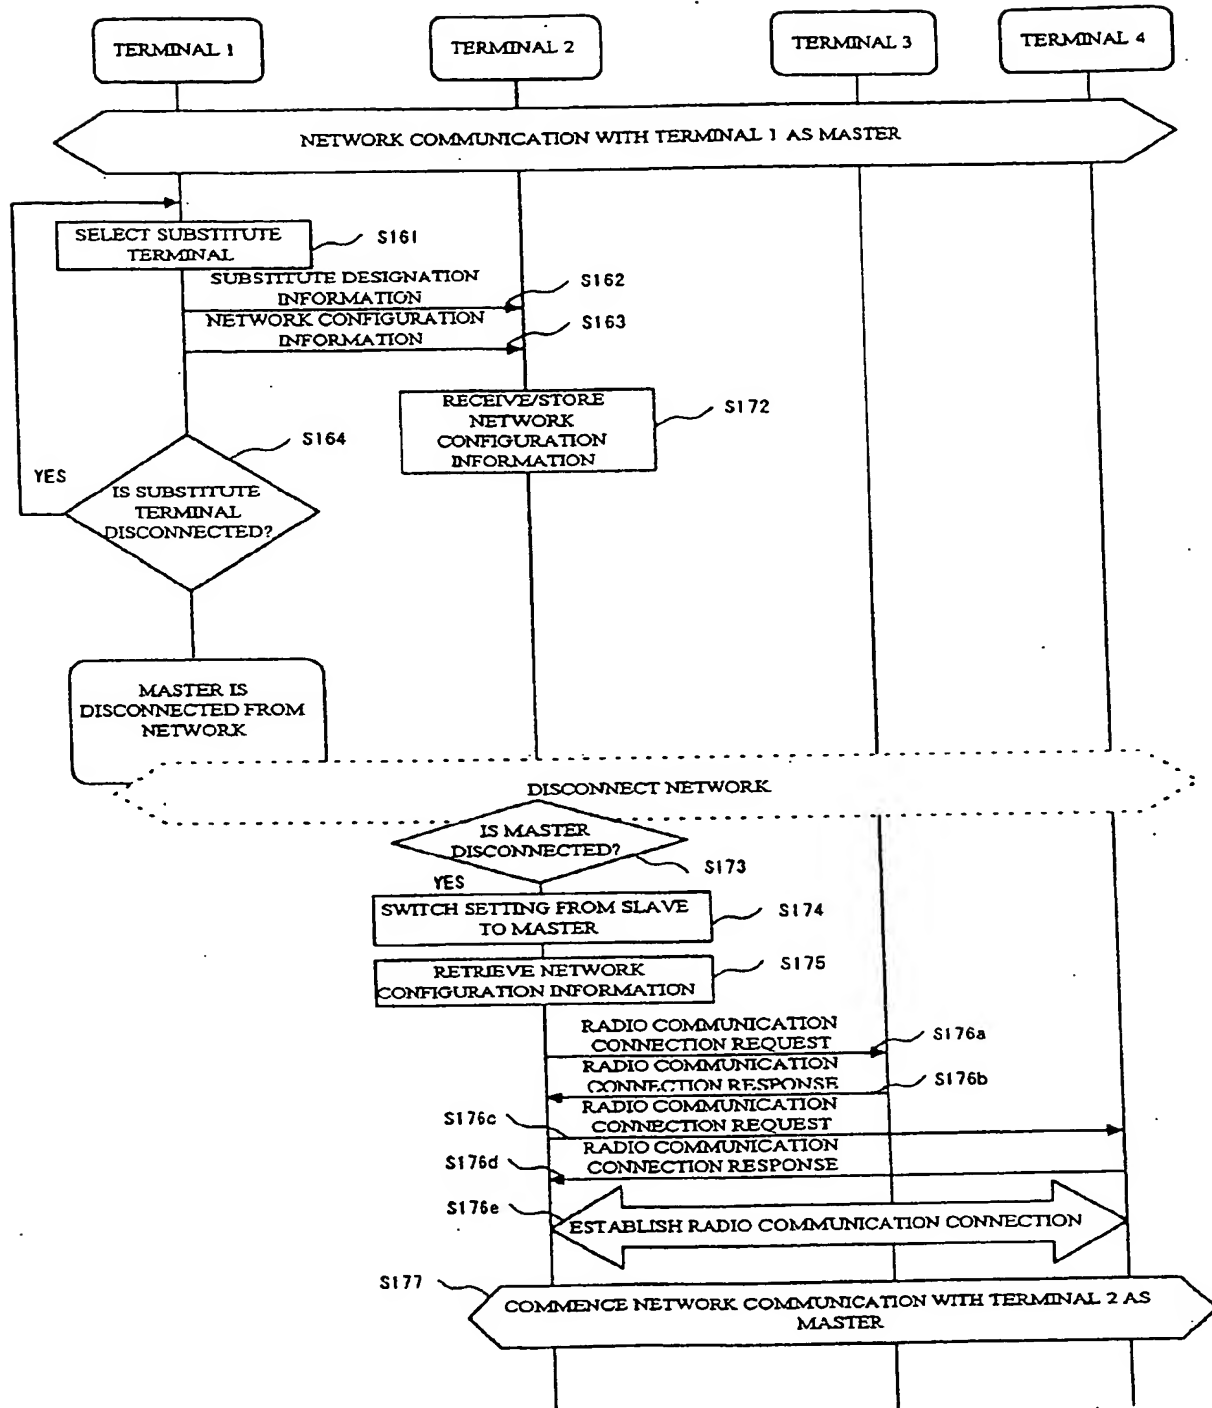 TERMINAL 1
TERMINAL 2
TERMINAL 3
TERMINAL 4
NETWORK COMMUNICATION WITH TERMINAL 1 AS MASTER
SELECT SUBSTITUTE
TERMINAL
S161
SUBSTITUTE DESIGNATION
INFORMATION
S162
NETWORK CONFIGURATION
INFORMATION
S163
RECEIVE/STORE
NETWORK
CONFIGURATION
INFORMATION
S172
S164
YES
IS SUBSTITUTE
TERMINAL
DISCONNECTED?
MASTER IS
DISCONNECTED FROM
NETWORK
DISCONNECT NETWORK
IS MASTER
DISCONNECTED?
S173
YES
SWITCH SETTING FROM SLAVE
TO MASTER
S174
RETRIEVE NETWORK
CONFIGURATION INFORMATION
S175
RADIO COMMUNICATION
CONNECTION REQUEST
S176a
RADIO COMMUNICATION
CONNECTION RESPONSE
S176b
RADIO COMMUNICATION
CONNECTION REQUEST
S176c
RADIO COMMUNICATION
CONNECTION RESPONSE
S176d
S176e
ESTABLISH RADIO COMMUNICATION CONNECTION
S177
COMMENCE NETWORK COMMUNICATION WITH TERMINAL 2 AS
MASTER